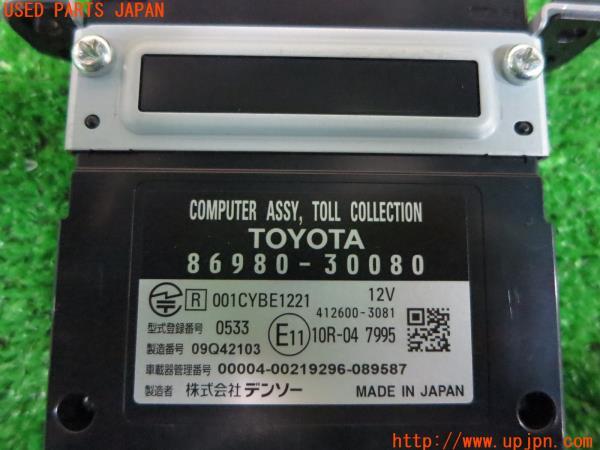 USED PARTS JAPAN
COMPUTER ASSY, TOLL COLLECTION
TOYOTA
86980-30080
R 001CYBE1221 12V
412600-3081
型式登録番号 0533 E11 10R-04 7995
製造番号 09Q42103
車載器管理番号 00004-00219296-089587
製造者 株式会社デンソー MADE IN JAPAN
http://www.upjpn.com/